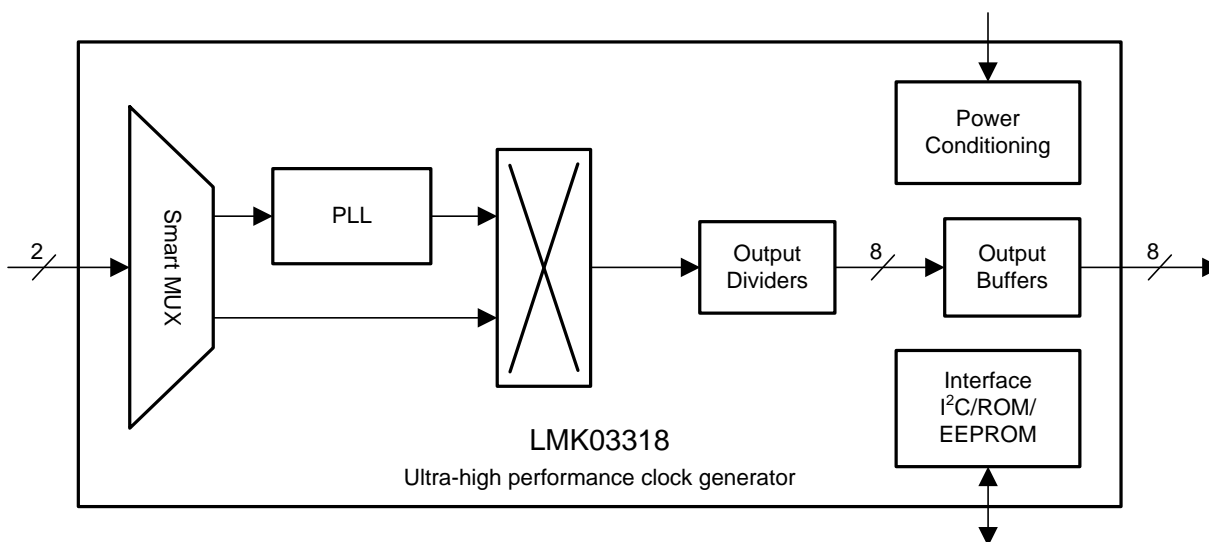 Power
Conditioning
Smart MUX
PLL
2
Output
Dividers
8
Output
Buffers
8
Interface
I²C/ROM/
EEPROM
LMK03318
Ultra-high performance clock generator